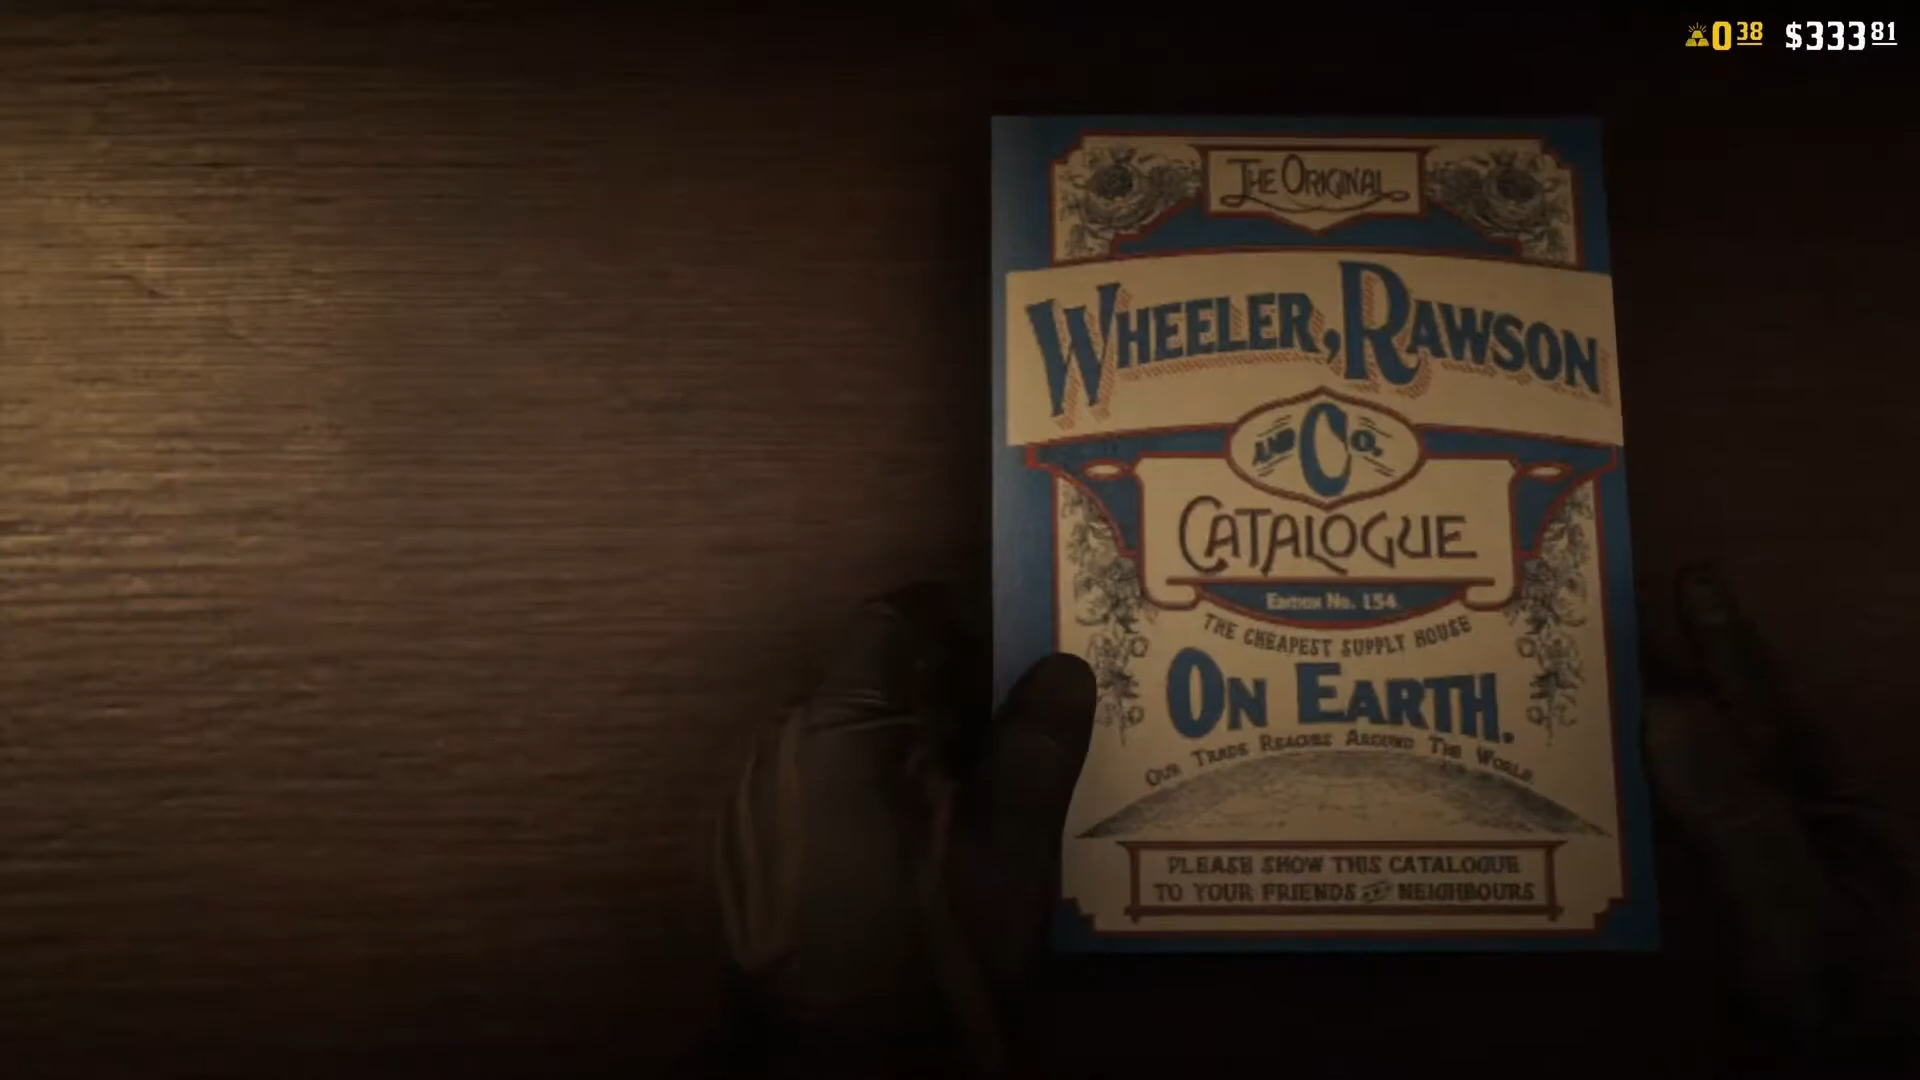 0 38 $333 81
THE ORIGINAL
WHEELER, RAWSON
AND CO.
CATALOGUE
EDITION No. 154
THE CHEAPEST SUPPLY HOUSE
ON EARTH.
OUR TRADE REACHES AROUND THE WORLD
PLEASE SHOW THIS CATALOGUE
TO YOUR FRIENDS AND NEIGHBOURS